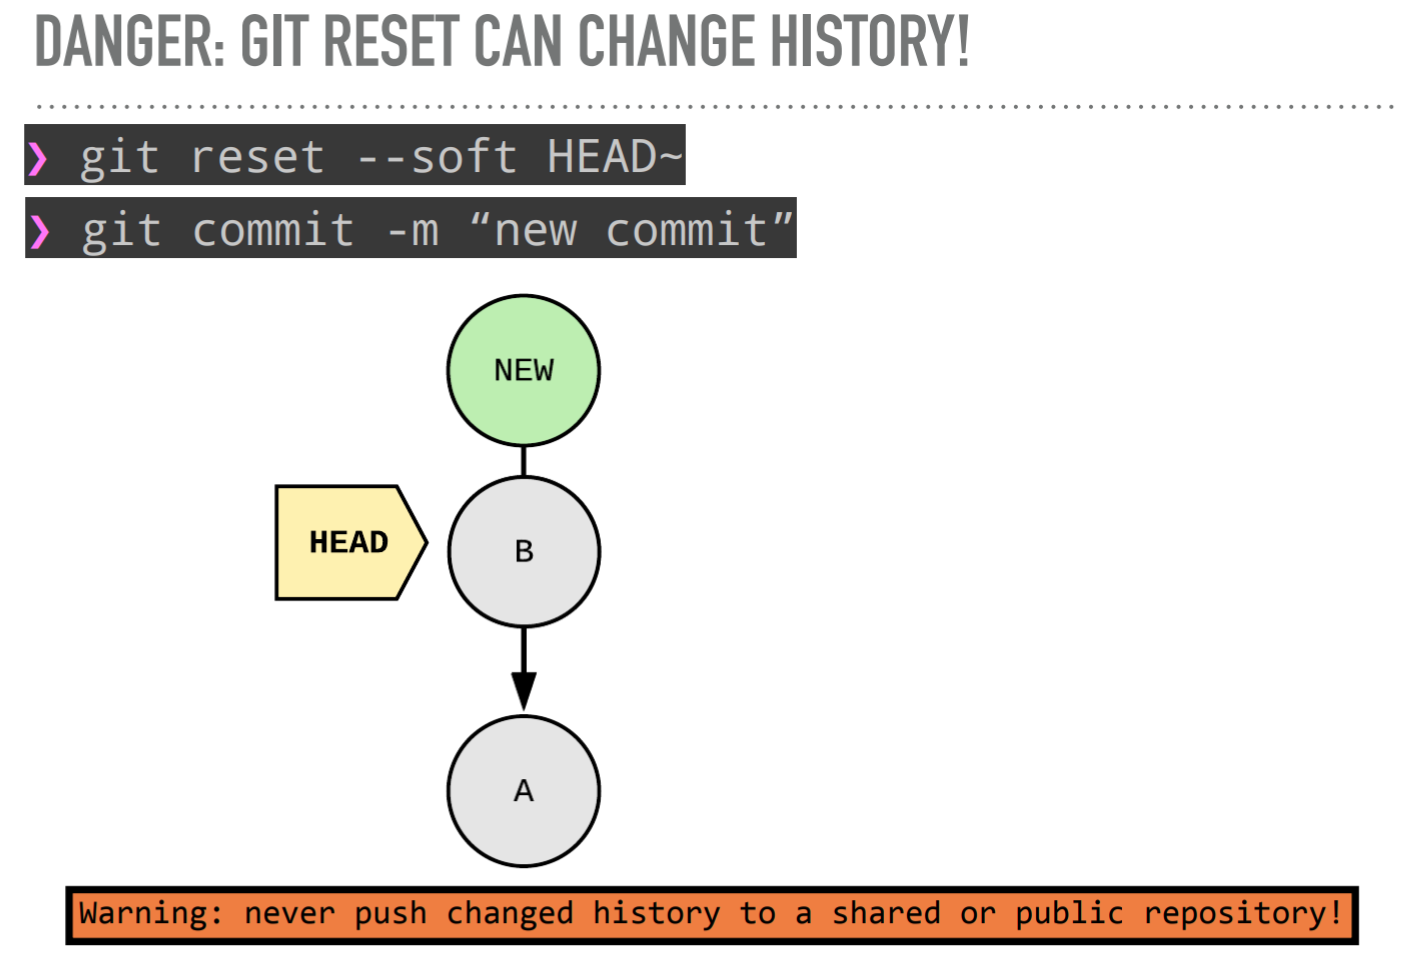 DANGER: GIT RESET CAN CHANGE HISTORY!
❯ git reset --soft HEAD~
❯ git commit -m “new commit”
NEW
HEAD
B
A
Warning: never push changed history to a shared or public repository!